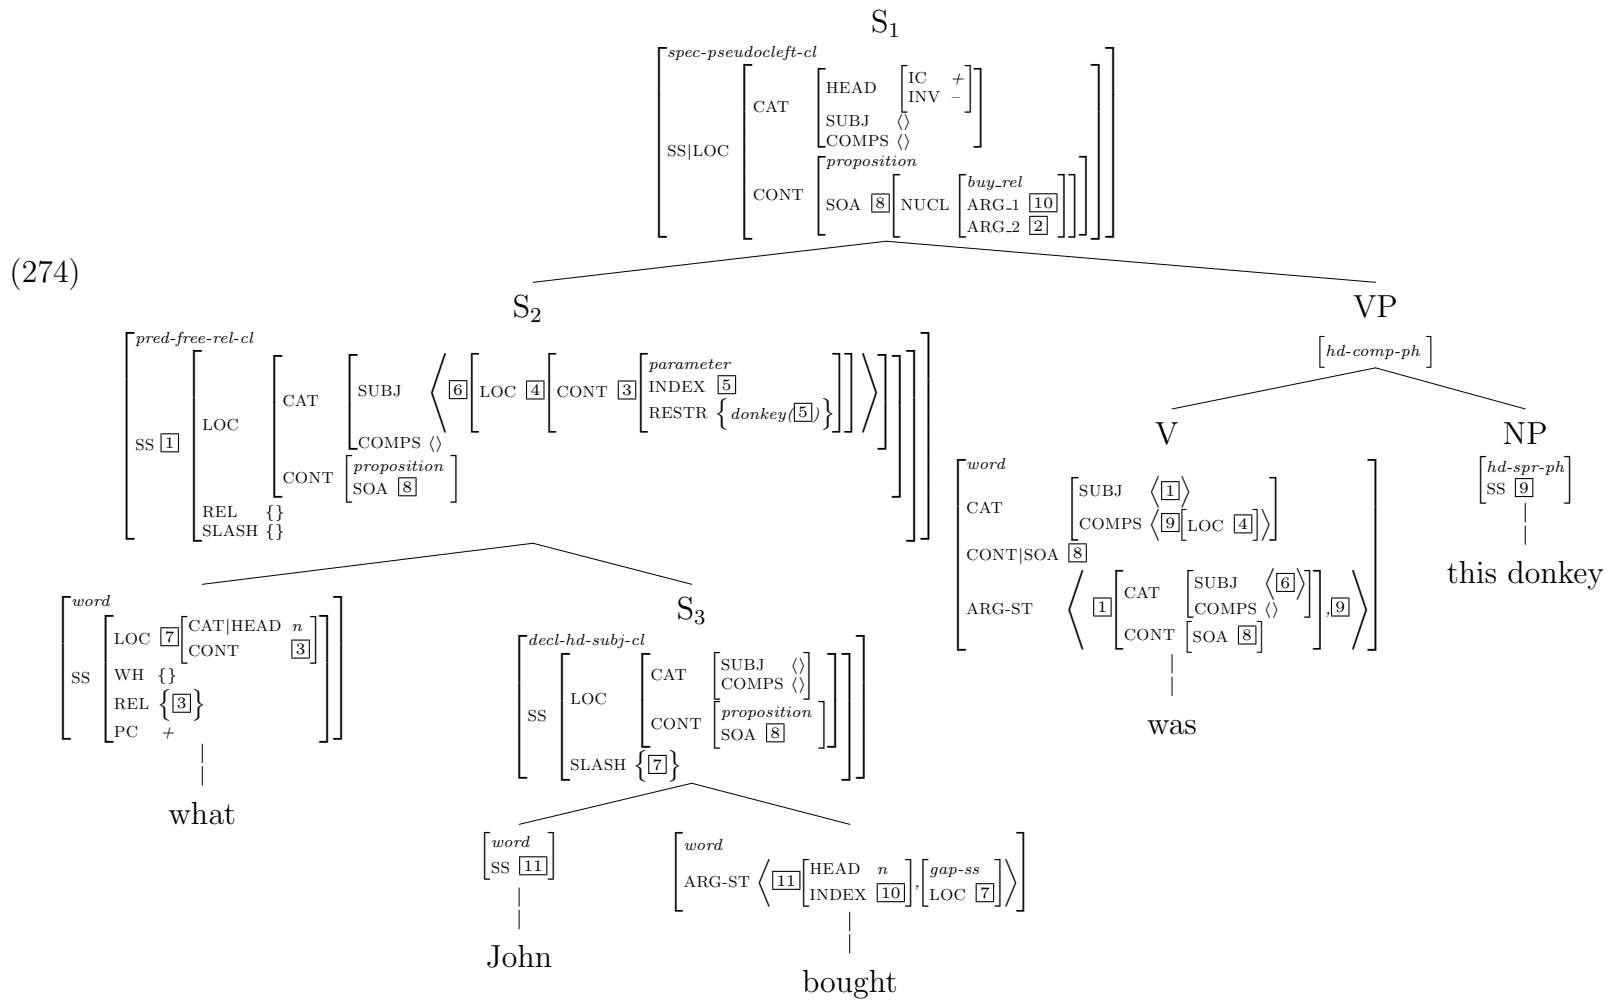 S1
spec-pseudocleft-cl
SS|LOC
CAT
HEAD
IC +
INV –
SUBJ ⟨⟩
COMPS ⟨⟩
CONT
proposition
SOA 8
NUCL
buy_rel
ARG_1 10
ARG_2 2
(274)
S2
pred-free-rel-cl
SS 1
LOC
CAT
SUBJ ⟨ 6 [LOC 4 [CONT 3
parameter
INDEX 5
RESTR { donkey(5) }
]] ⟩
COMPS ⟨⟩
CONT
proposition
SOA 8
REL {}
SLASH {}
VP
[hd-comp-ph]
V
word
CAT
SUBJ ⟨1⟩
COMPS ⟨9[LOC 4]⟩
CONT|SOA 8
ARG-ST
⟨ 1
CAT
SUBJ ⟨6⟩
COMPS ⟨⟩
CONT [SOA 8]
,9 ⟩
was
NP
hd-spr-ph
SS 9
this donkey
word
SS
LOC 7
CAT|HEAD n
CONT 3
WH {}
REL {3}
PC +
what
S3
decl-hd-subj-cl
SS
LOC
CAT
SUBJ ⟨⟩
COMPS ⟨⟩
CONT
proposition
SOA 8
SLASH {7}
word
SS 11
John
word
ARG-ST ⟨ 11
HEAD n
INDEX 10
,
gap-ss
LOC 7
⟩
bought